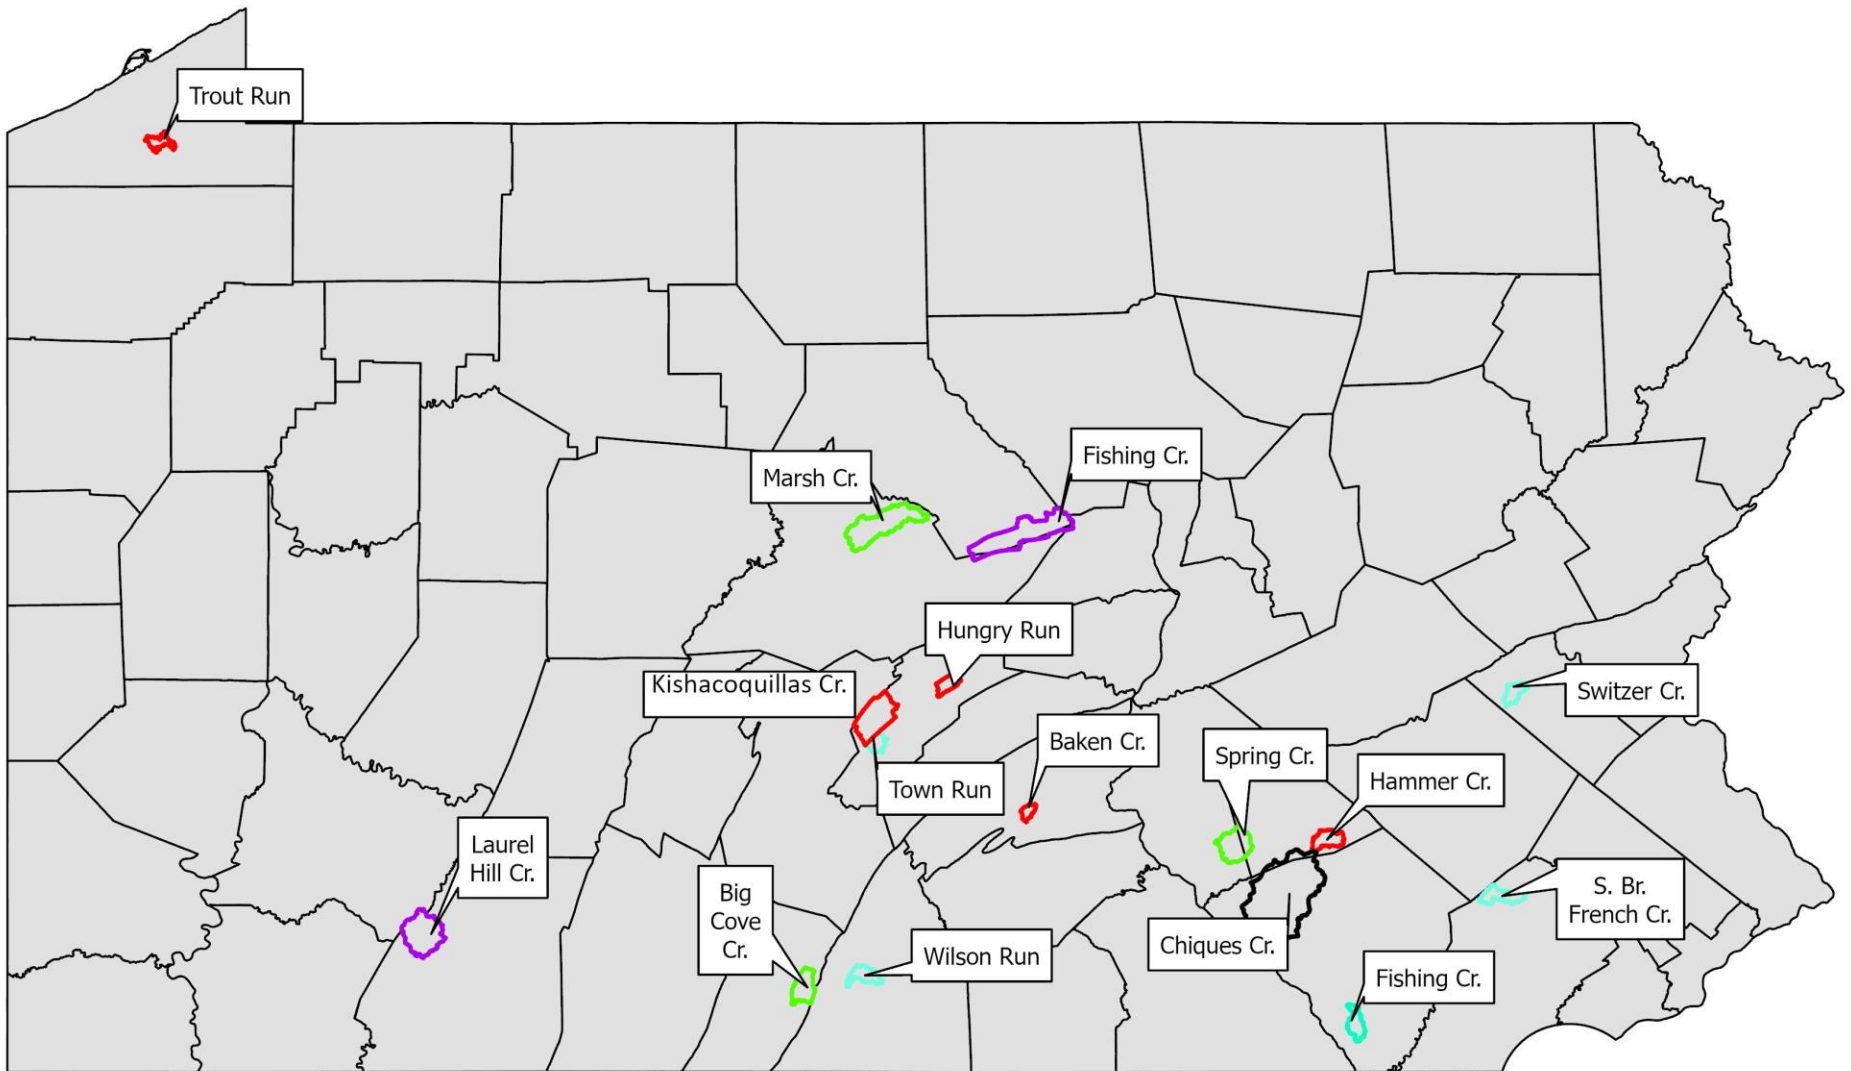 Trout Run
Fishing Cr.
Marsh Cr.
Hungry Run
Kishacoquillas Cr.
Switzer Cr.
Baken Cr.
Spring Cr.
Hammer Cr.
Town Run
Laurel
Hill Cr.
Big
Cove
Cr.
S. Br.
French Cr.
Chiques Cr.
Wilson Run
Fishing Cr.